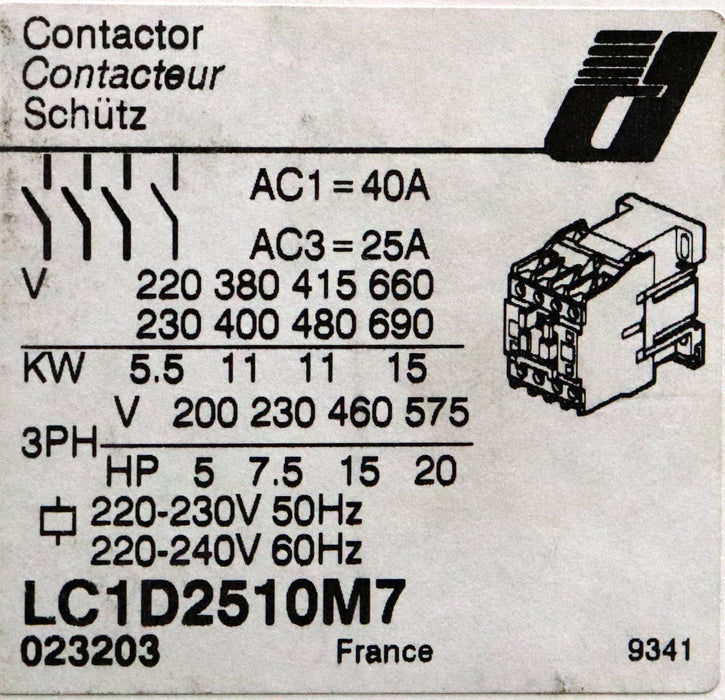 Contactor
Contacteur
Schütz
AC1 = 40A
AC3 = 25A
V 220 380 415 660
230 400 480 690
KW 5.5 11 11 15
V 200 230 460 575
3PH
HP 5 7.5 15 20
220-230V 50Hz
220-240V 60Hz
LC1D2510M7
023203 France 9341